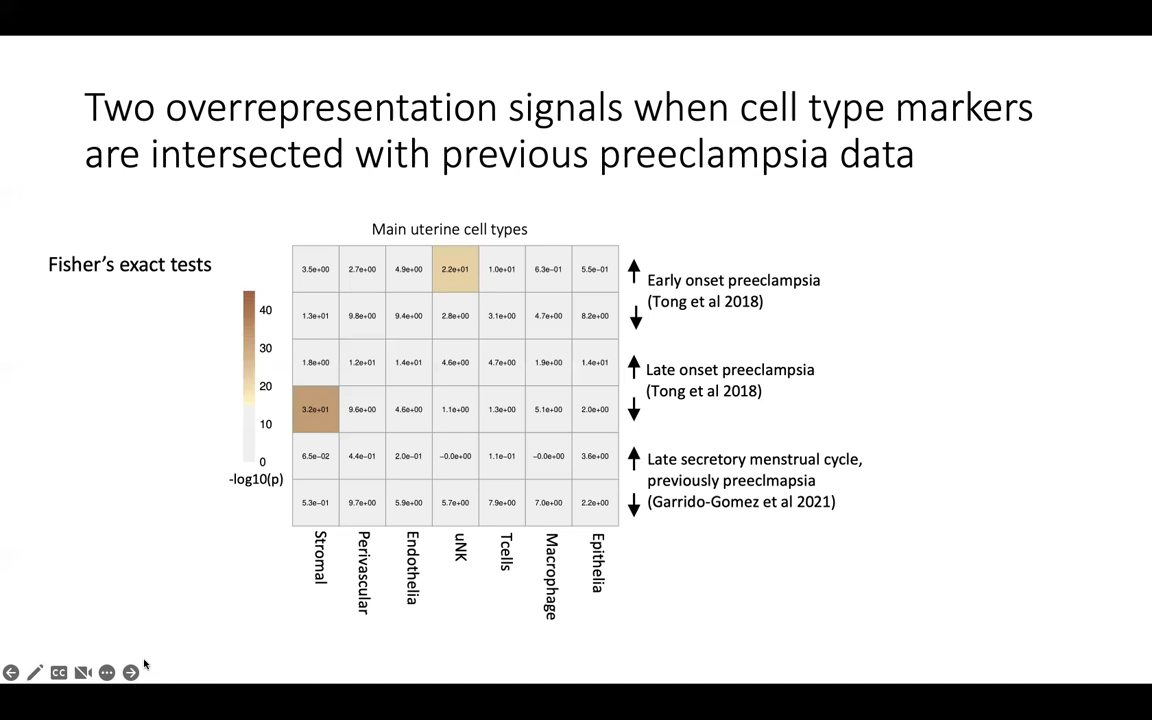 Two overrepresentation signals when cell type markers
are intersected with previous preeclampsia data
Main uterine cell types
Fisher’s exact tests
40
30
20
10
0
-log10(p)
3.5e+00 2.7e+00 4.9e+00 2.2e+01 1.0e+01 6.3e−01 5.5e−01
1.3e+01 9.8e+00 9.4e+00 2.8e+00 3.1e+00 4.7e+00 8.2e+00
1.8e+00 1.2e+01 1.4e+01 4.6e+00 4.7e+00 1.9e+00 1.4e+01
3.2e+01 9.6e+00 4.6e+00 1.1e+00 1.3e+00 5.1e+00 2.0e+00
6.5e−02 4.4e−01 2.0e−01 −0.0e+00 1.1e−01 −0.0e+00 3.6e+00
5.3e−01 9.7e+00 5.9e+00 5.7e+00 7.9e+00 7.0e+00 2.2e+00
Early onset preeclampsia
(Tong et al 2018)
Late onset preeclampsia
(Tong et al 2018)
Late secretory menstrual cycle,
previously preeclmapsia
(Garrido-Gomez et al 2021)
Stromal
Perivascular
Endothelia
uNK
Tcells
Macrophage
Epithelia
CC